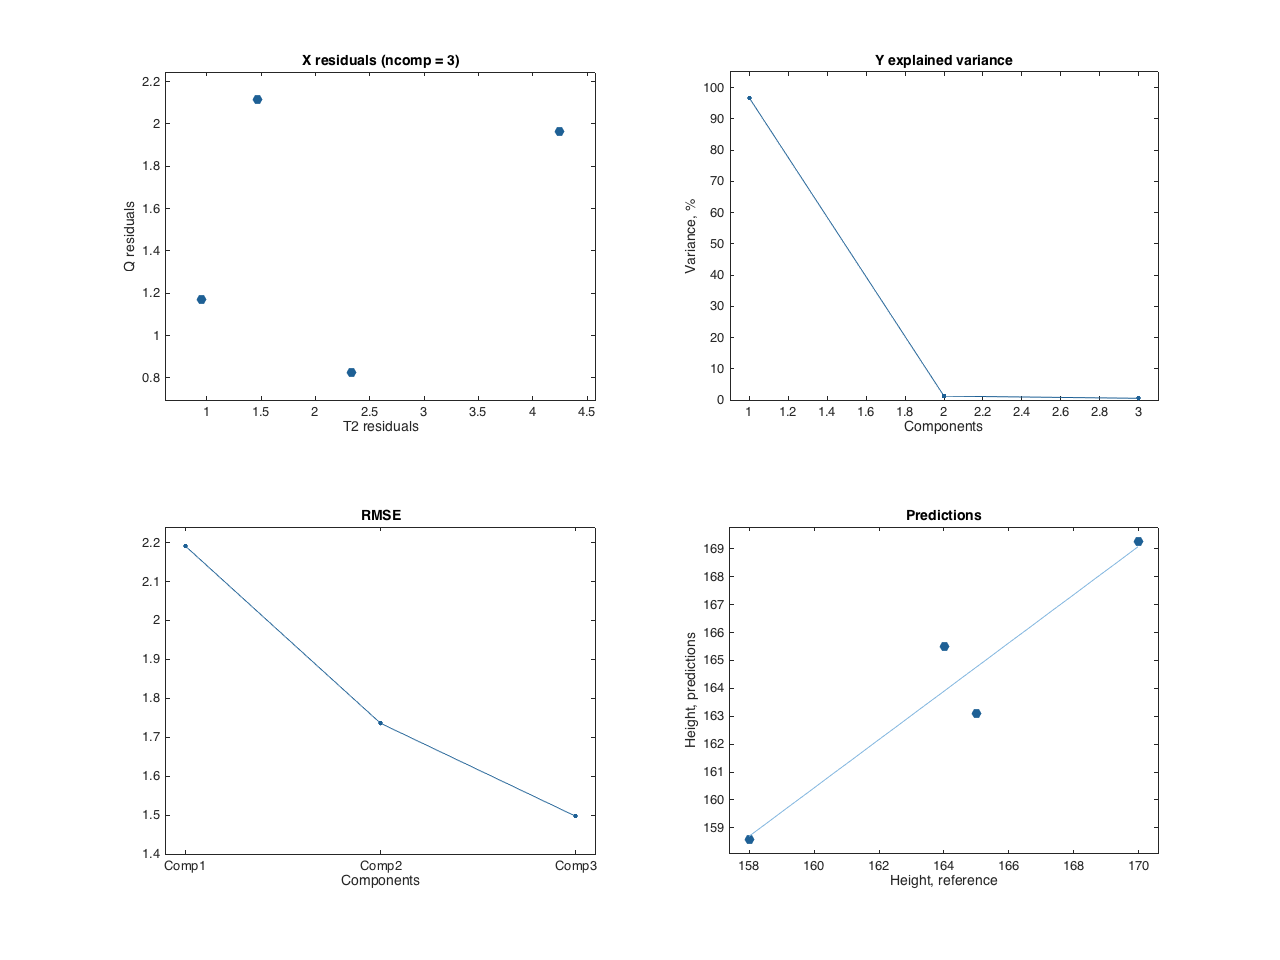 X residuals (ncomp = 3)
2.2
2
1.8
1.6
1.4
1.2
1
0.8
Q residuals
1 1.5 2 2.5 3 3.5 4 4.5
T2 residuals
Y explained variance
100
90
80
70
60
50
40
30
20
10
0
Variance, %
1 1.2 1.4 1.6 1.8 2 2.2 2.4 2.6 2.8 3
Components
RMSE
2.2
2.1
2
1.9
1.8
1.7
1.6
1.5
1.4
Comp1 Comp2 Comp3
Components
Predictions
169
168
167
166
165
164
163
162
161
160
159
Height, predictions
158 160 162 164 166 168 170
Height, reference